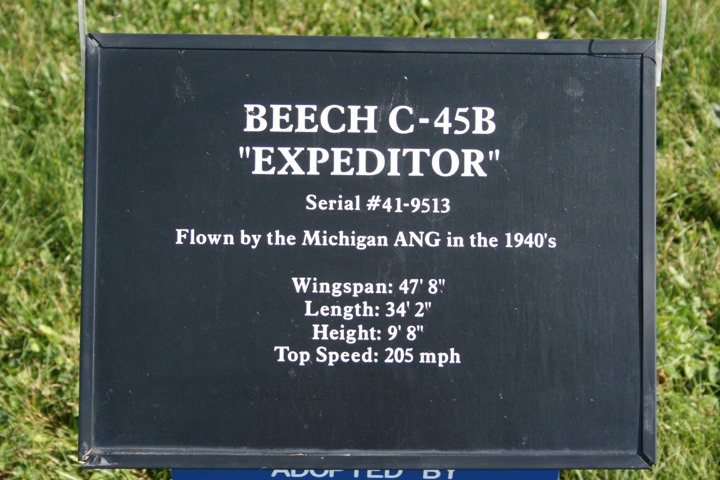 BEECH C-45B
"EXPEDITOR"
Serial #41-9513
Flown by the Michigan ANG in the 1940's
Wingspan: 47' 8"
Length: 34' 2"
Height: 9' 8"
Top Speed: 205 mph
ADOPTED BY